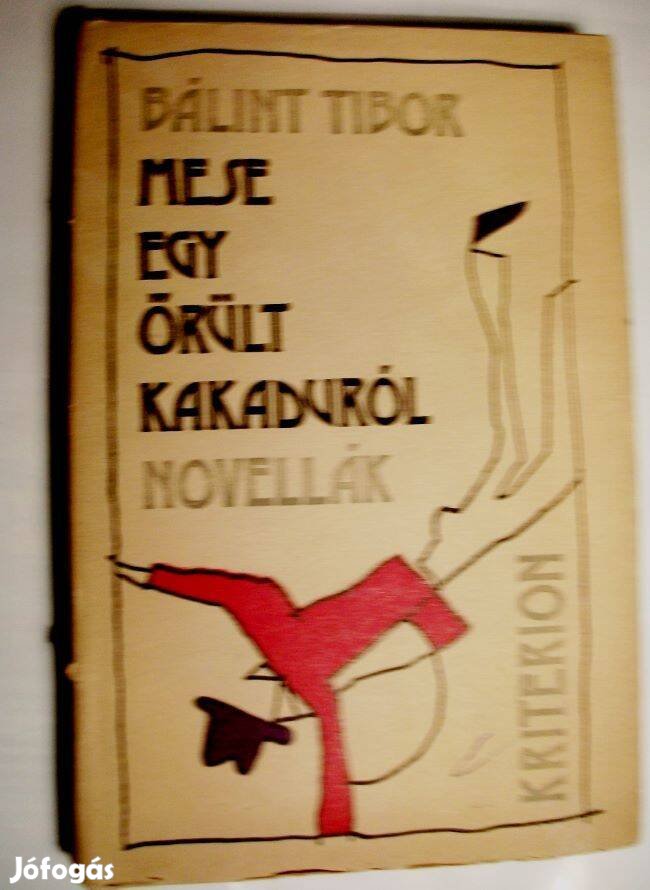 BÁLINT TIBOR
MESE
EGY
ŐRÜLT
KAKADURÓL
NOVELLÁK
KRITERION
Jófogás